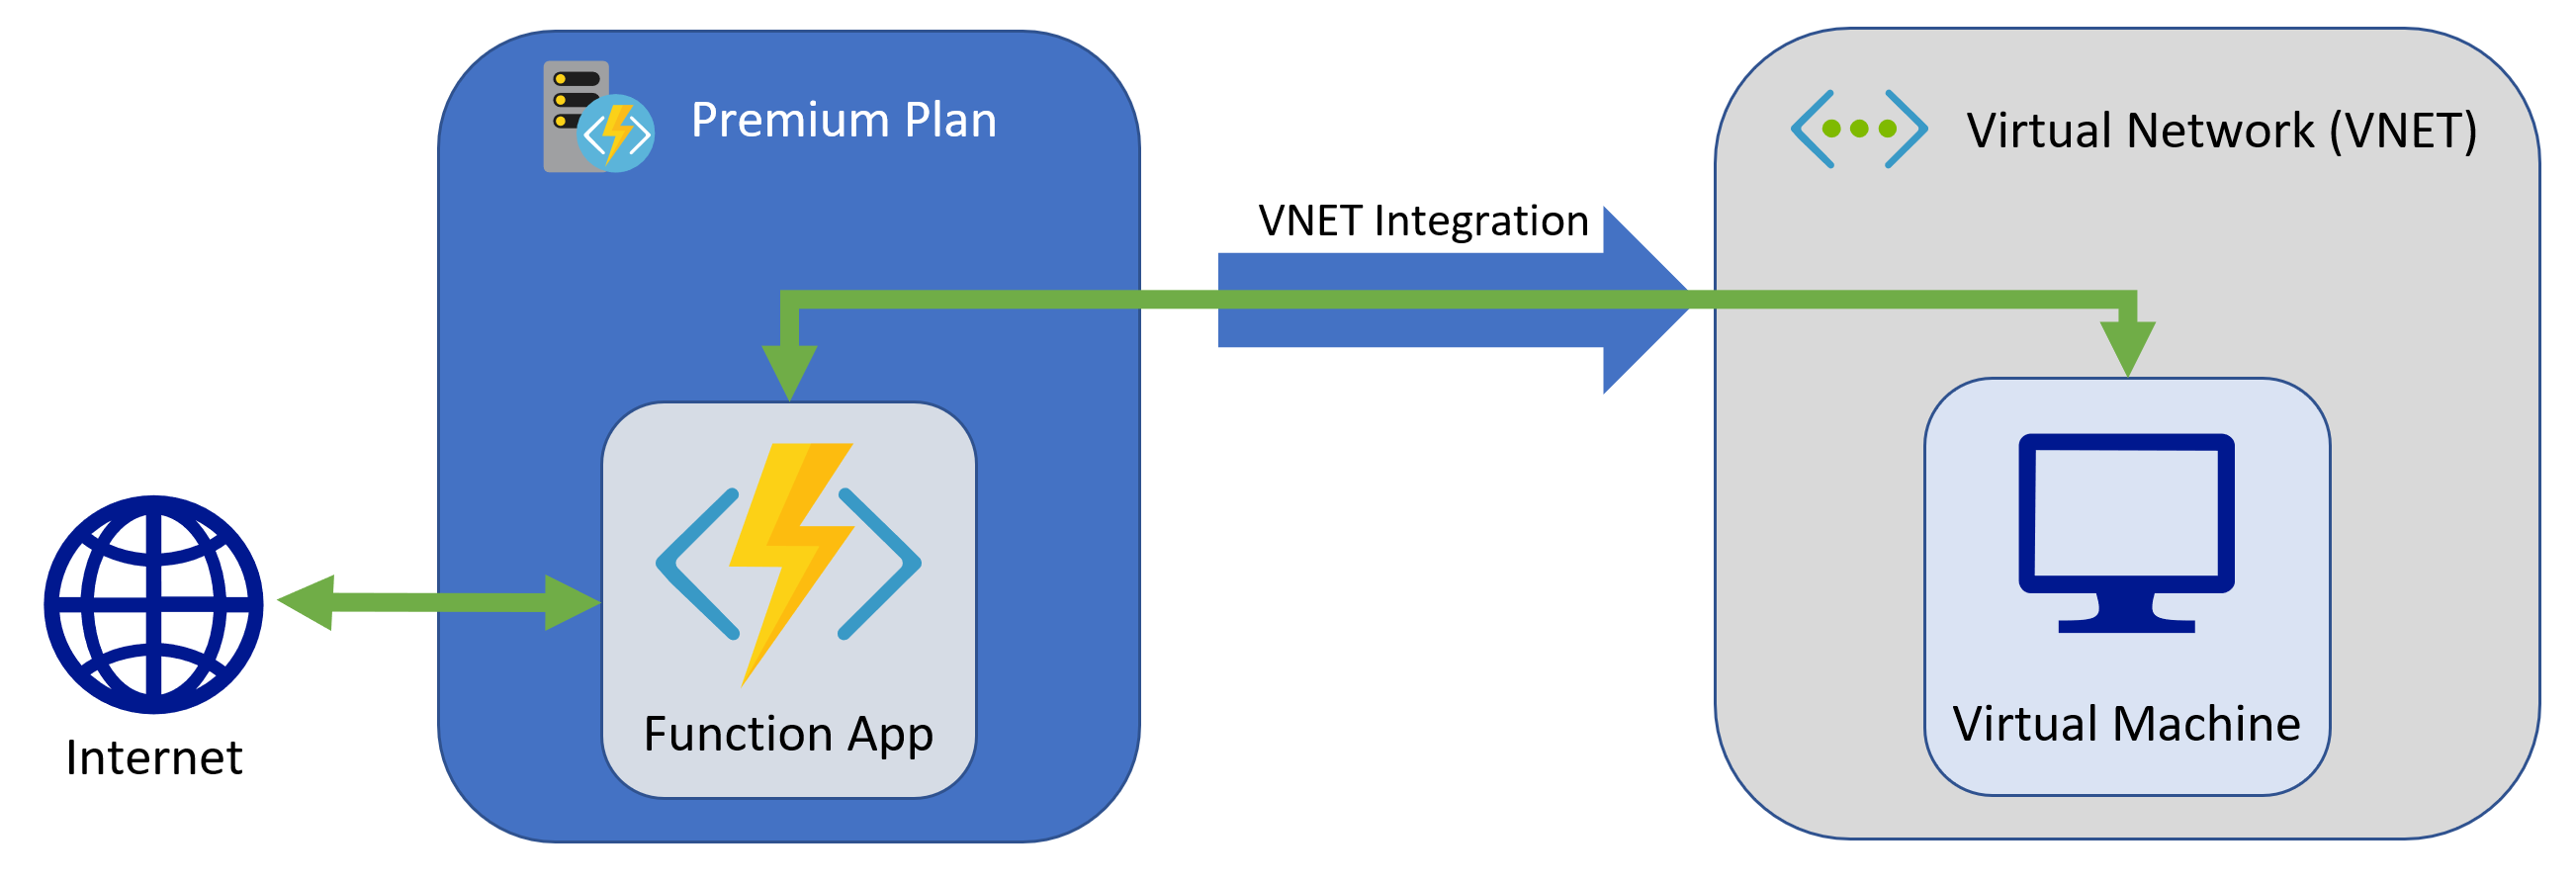 Premium Plan
Virtual Network (VNET)
VNET Integration
Function App
Virtual Machine
Internet